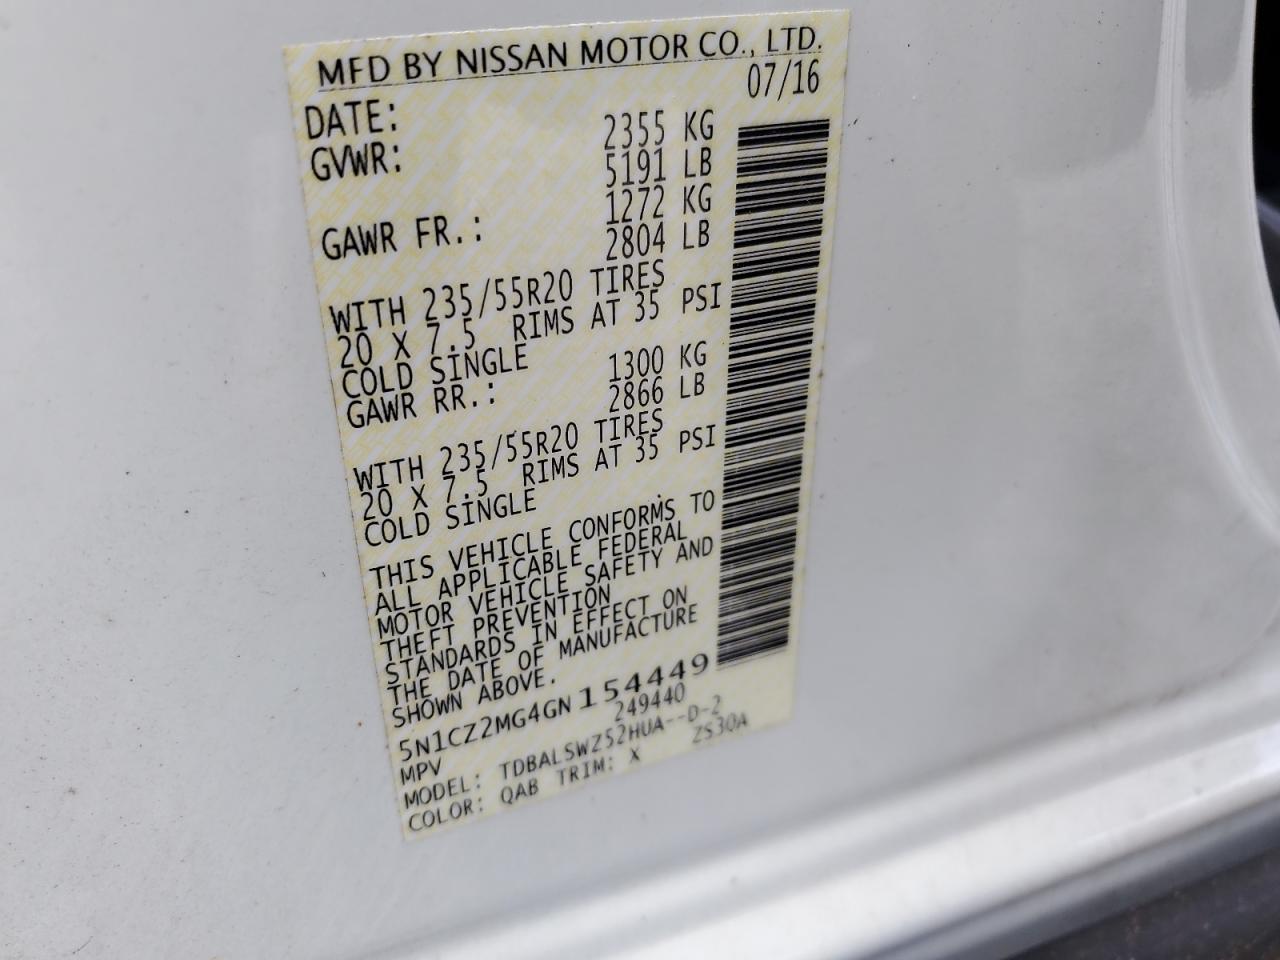 MFD BY NISSAN MOTOR CO., LTD.
DATE: 07/16
GVWR: 2355 KG
5191 LB
GAWR FR.: 1272 KG
2804 LB
WITH 235/55R20 TIRES
20 X 7.5 RIMS AT 35 PSI
COLD SINGLE
GAWR RR.: 1300 KG
2866 LB
WITH 235/55R20 TIRES
20 X 7.5 RIMS AT 35 PSI
COLD SINGLE
THIS VEHICLE CONFORMS TO
ALL APPLICABLE FEDERAL
MOTOR VEHICLE SAFETY AND
THEFT PREVENTION
STANDARDS IN EFFECT ON
THE DATE OF MANUFACTURE
SHOWN ABOVE.
5N1CZ2MG4GN154449
MPV 249440
MODEL: TDBALSWZ52HUA--D-2
COLOR: QAB TRIM: X ZS30A